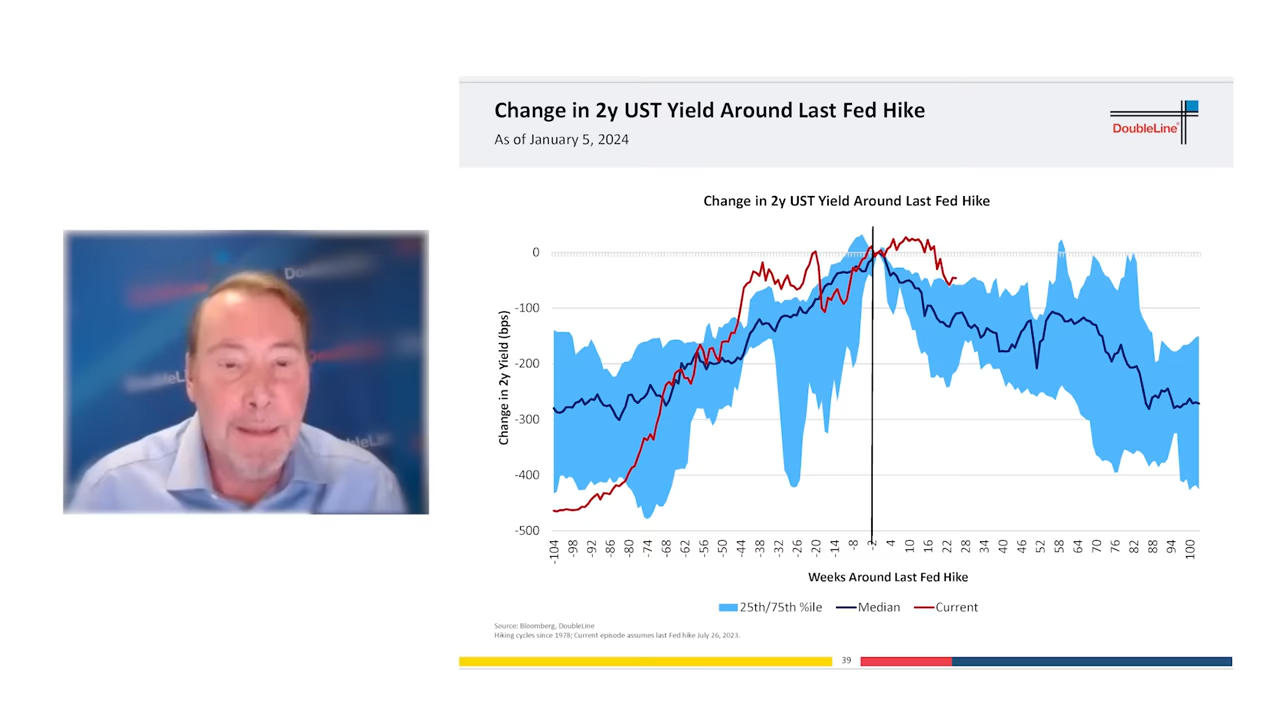 Change in 2y UST Yield Around Last Fed Hike
As of January 5, 2024
DoubleLine®
Change in 2y UST Yield Around Last Fed Hike
Change in 2y Yield (bps)
0
-100
-200
-300
-400
-500
-104 -98 -92 -86 -80 -74 -68 -62 -56 -50 -44 -38 -32 -26 -20 -14 -8 -2 4 10 16 22 28 34 40 46 52 58 64 70 76 82 88 94 100
Weeks Around Last Fed Hike
25th/75th %ile Median Current
Source: Bloomberg, DoubleLine
Hiking cycles since 1978; Current episode assumes last Fed hike July 26, 2023.
39